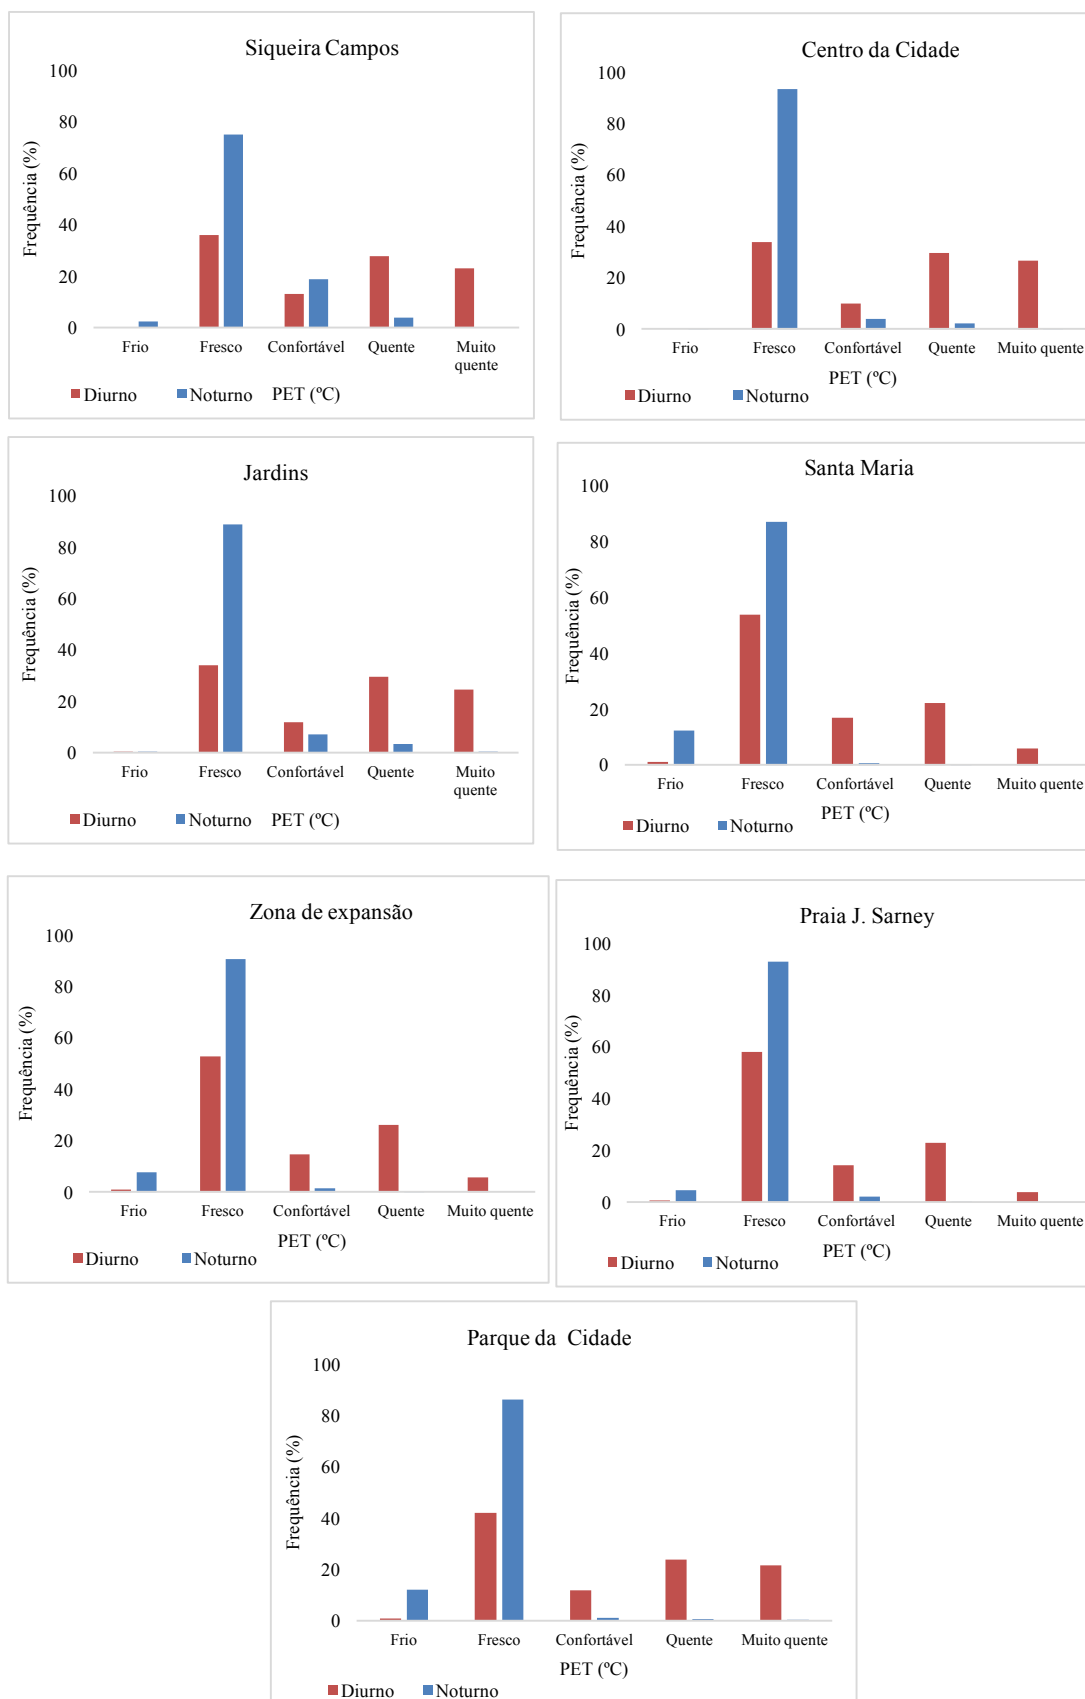 Siqueira Campos
100
80
60
40
20
0
Frequência (%)
Frio Fresco Confortável Quente Muito quente
Diurno Noturno PET (ºC)
Centro da Cidade
100
80
60
40
20
0
Frequência (%)
Frio Fresco Confortável Quente Muito quente
PET (ºC)
Diurno Noturno
Jardins
100
80
60
40
20
0
Frequência (%)
Frio Fresco Confortável Quente Muito quente
Diurno Noturno PET (ºC)
Santa Maria
100
80
60
40
20
0
Frequência (%)
Frio Fresco Confortável Quente Muito quente
PET (ºC)
Diurno Noturno
Zona de expansão
100
80
60
40
20
0
Frequência (%)
Frio Fresco Confortável Quente Muito quente
PET (ºC)
Diurno Noturno
Praia J. Sarney
100
80
60
40
20
0
Frequência (%)
Frio Fresco Confortável Quente Muito quente
PET (ºC)
Diurno Noturno
Parque da Cidade
100
80
60
40
20
0
Frequência (%)
Frio Fresco Confortável Quente Muito quente
PET (ºC)
Diurno Noturno